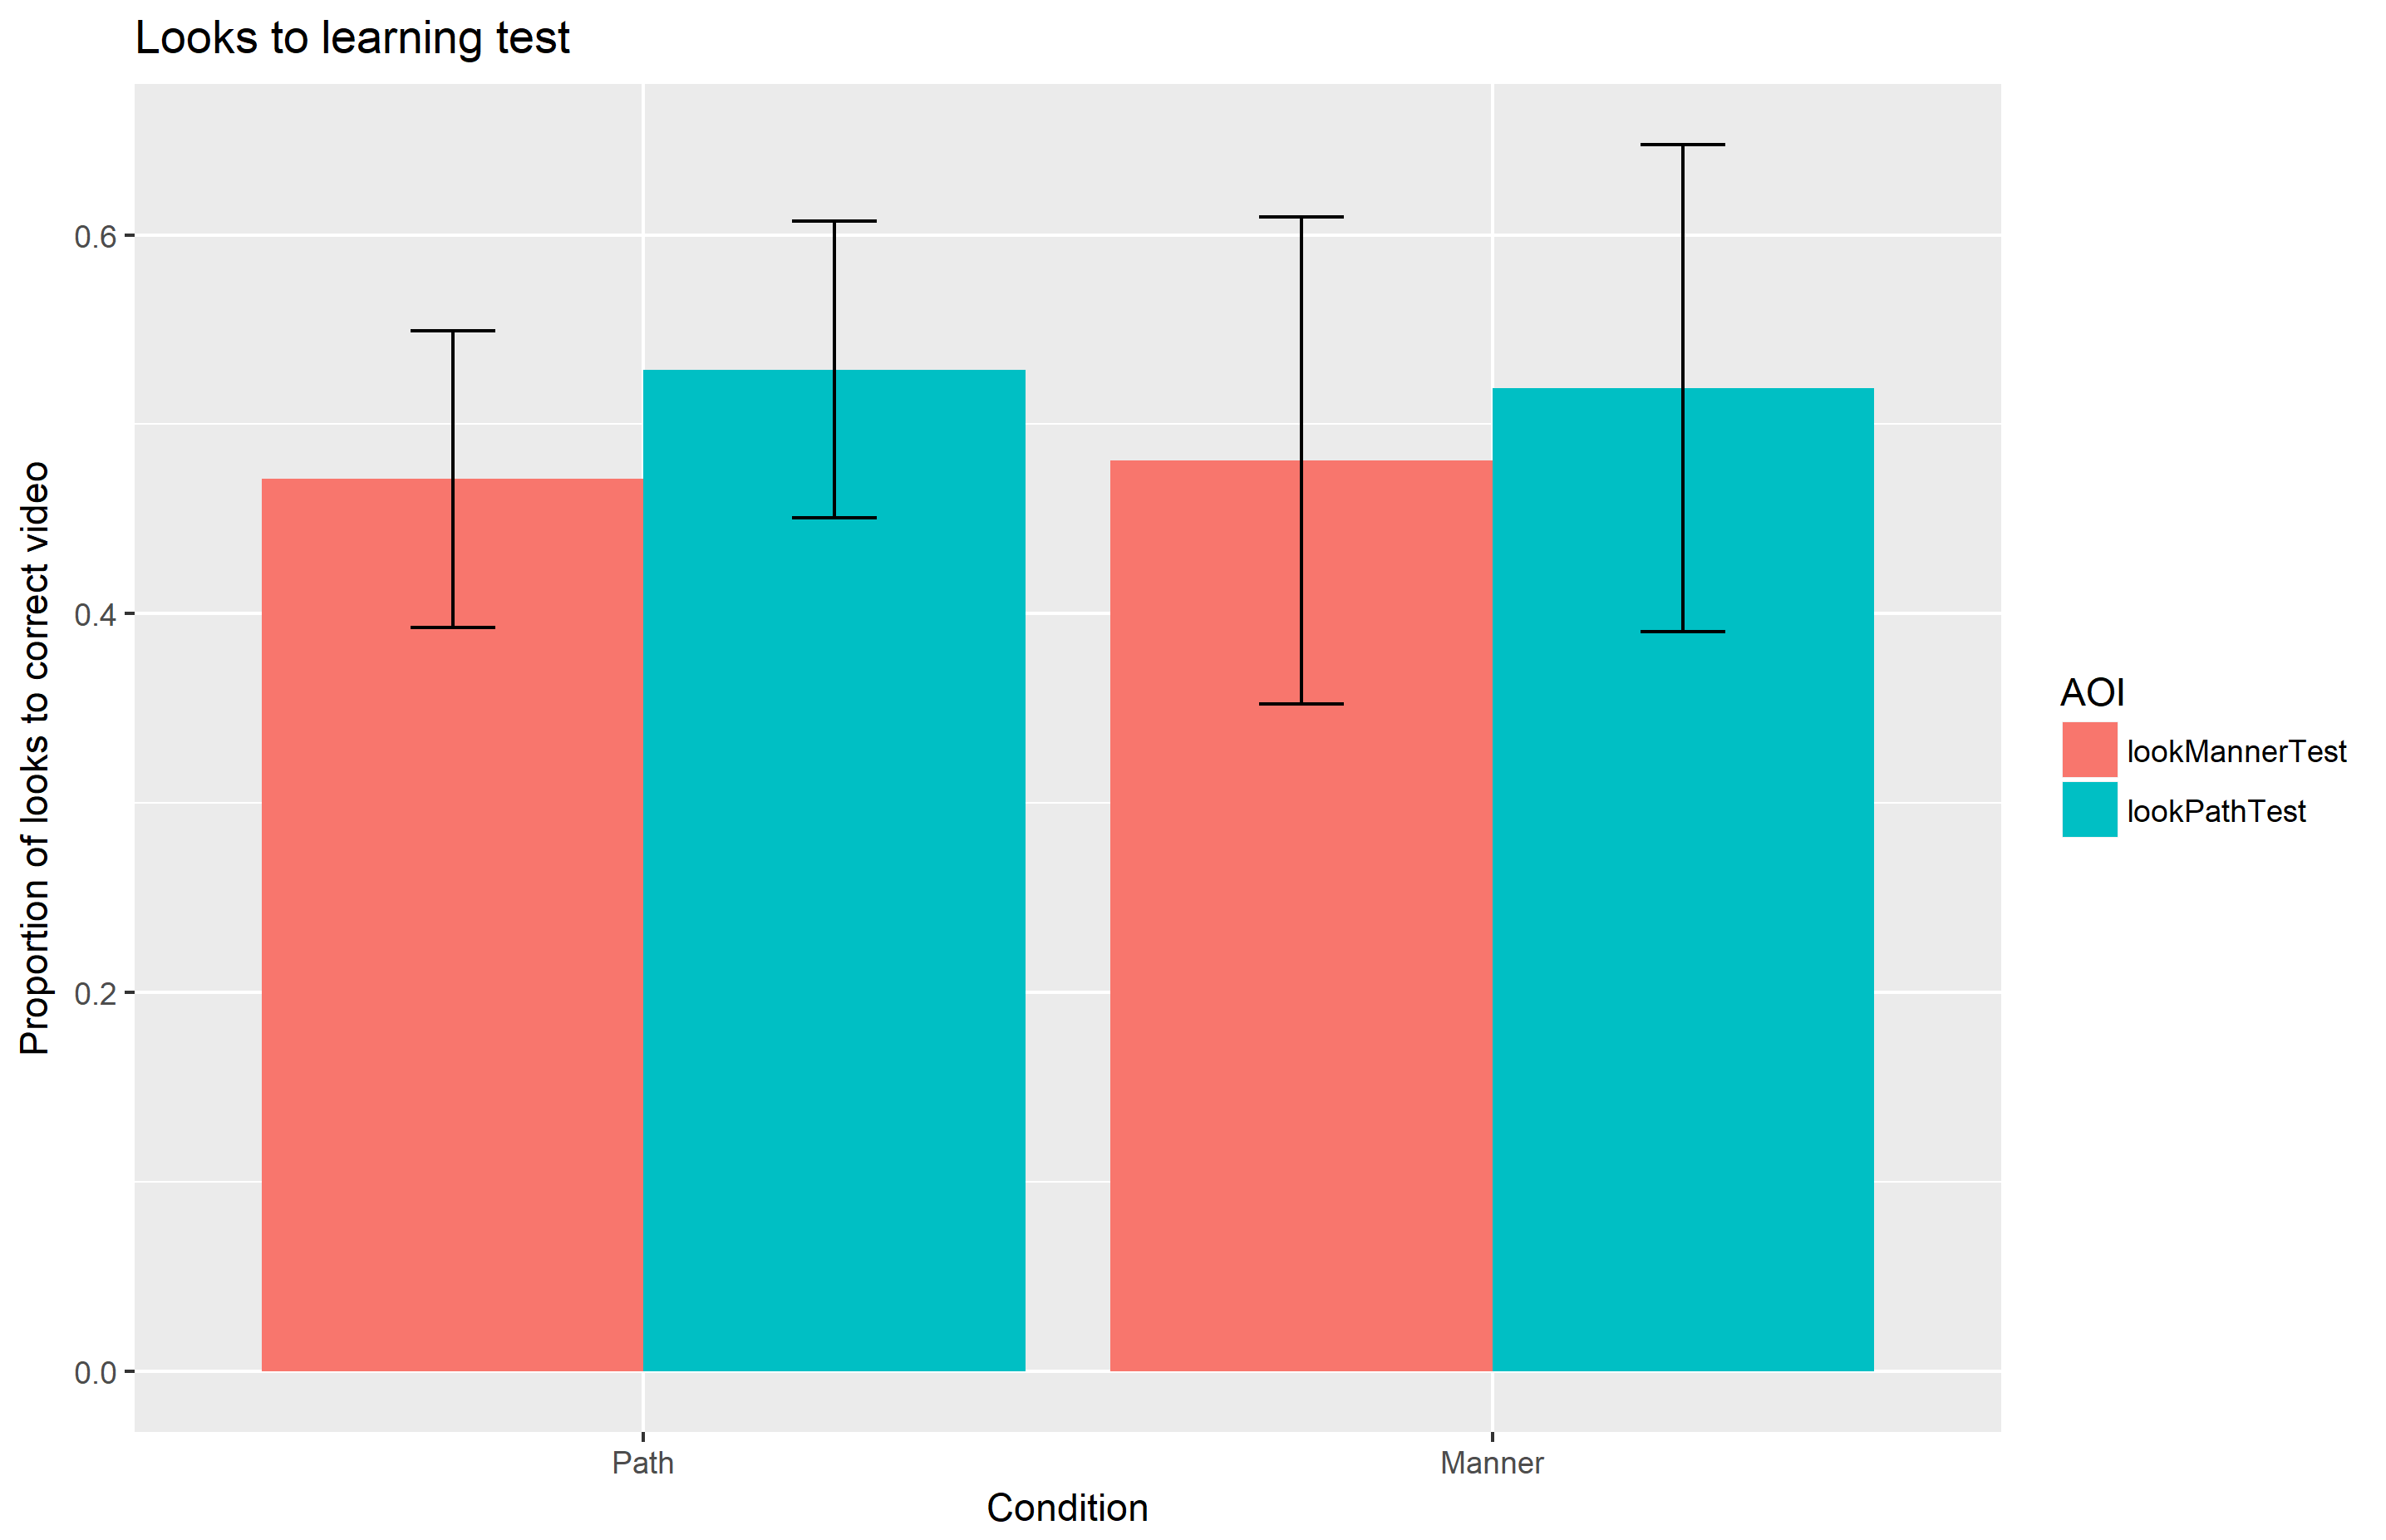 Looks to learning test
Proportion of looks to correct video
0.6
0.4
0.2
0.0
Path
Manner
Condition
AOI
lookMannerTest
lookPathTest